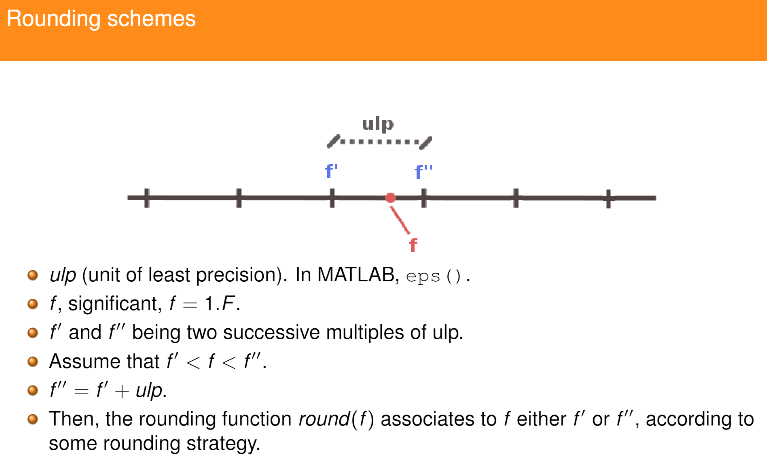 Rounding schemes
ulp
f' f''
f
ulp (unit of least precision). In MATLAB, eps().
f, significant, f = 1.F.
f′ and f″ being two successive multiples of ulp.
Assume that f′ < f < f″.
f″ = f′ + ulp.
Then, the rounding function round(f) associates to f either f′ or f″, according to
some rounding strategy.